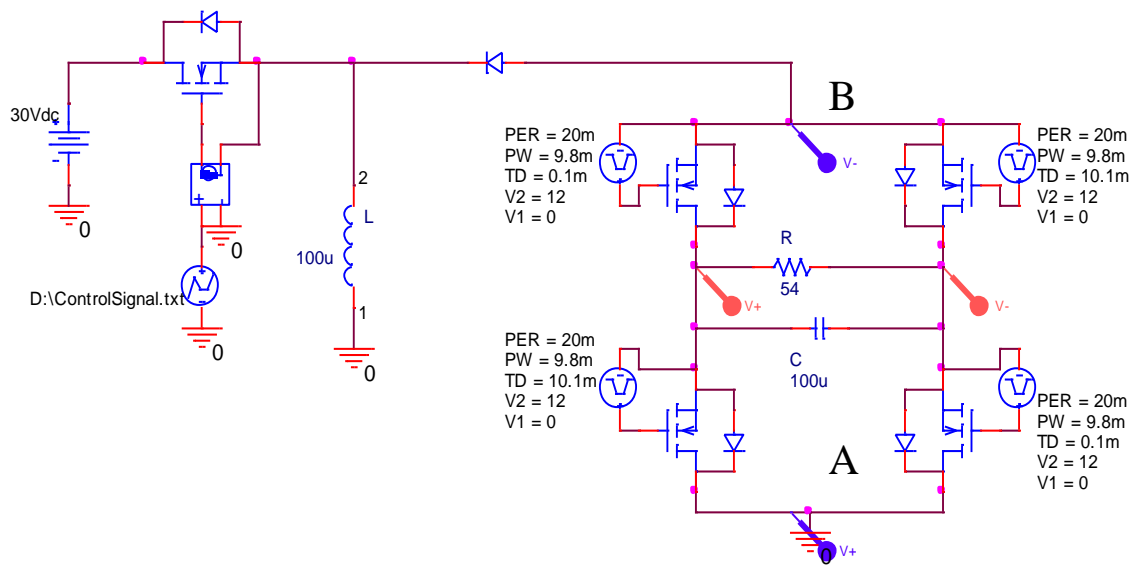 30Vdc
+
-
0
+
0
+
-
D:\ControlSignal.txt
0
2
L
100u
1
0
B
V-
PER = 20m
PW = 9.8m
TD = 0.1m
V2 = 12
V1 = 0
PER = 20m
PW = 9.8m
TD = 10.1m
V2 = 12
V1 = 0
R
54
V+
V-
C
100u
PER = 20m
PW = 9.8m
TD = 10.1m
V2 = 12
V1 = 0
PER = 20m
PW = 9.8m
TD = 0.1m
V2 = 12
V1 = 0
A
0
V+